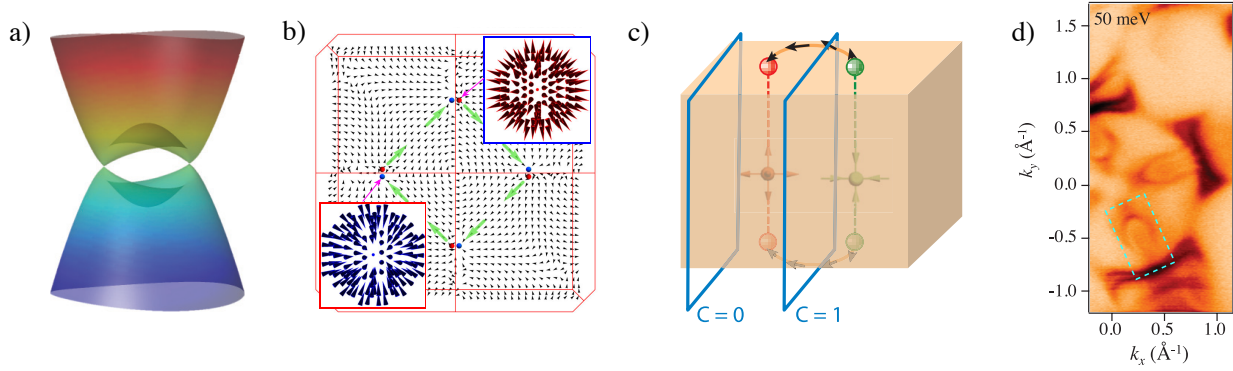 a)
b)
c)
C = 0
C = 1
d)
50 meV
1.5
1.0
0.5
0.0
-0.5
-1.0
k_y (Å⁻¹)
0.0
0.5
1.0
k_x (Å⁻¹)